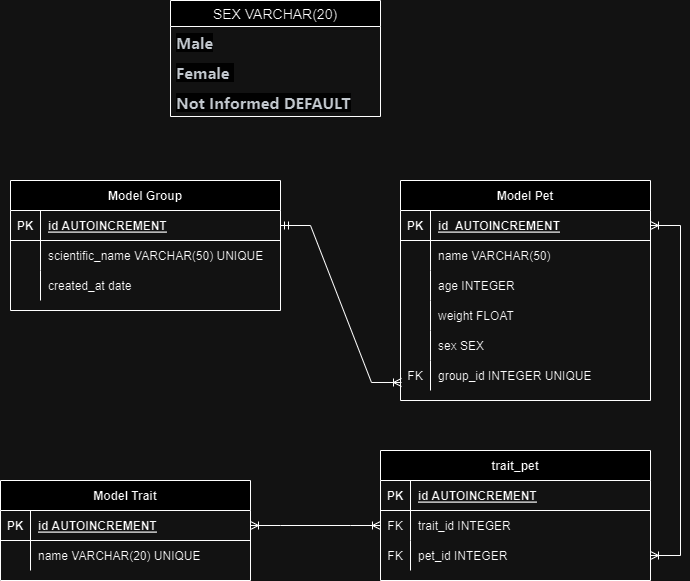 SEX VARCHAR(20)
Male
Female
Not Informed DEFAULT
Model Group
PK id AUTOINCREMENT
scientific_name VARCHAR(50) UNIQUE
created_at date
Model Pet
PK id AUTOINCREMENT
name VARCHAR(50)
age INTEGER
weight FLOAT
sex SEX
FK group_id INTEGER UNIQUE
trait_pet
PK id AUTOINCREMENT
FK trait_id INTEGER
FK pet_id INTEGER
Model Trait
PK id AUTOINCREMENT
name VARCHAR(20) UNIQUE